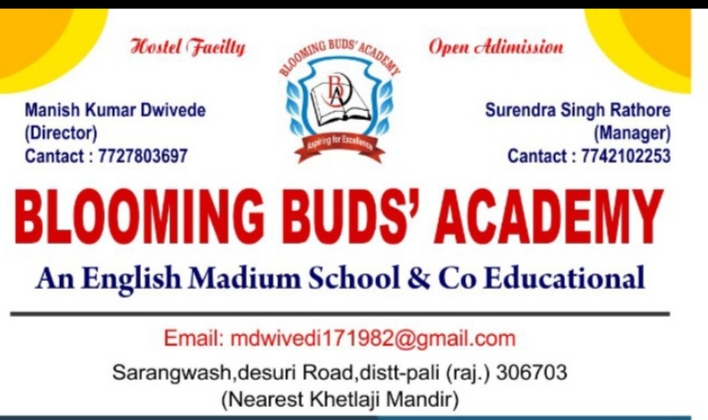 Hostel Facilty
Open Adimission
BLOOMING BUDS' ACADEMY
BBA
Aspiring for Excellence
Manish Kumar Dwivede
(Director)
Cantact : 7727803697
Surendra Singh Rathore
(Manager)
Cantact : 7742102253
BLOOMING BUDS' ACADEMY
An English Madium School & Co Educational
Email: mdwivedi171982@gmail.com
Sarangwash,desuri Road,distt-pali (raj.) 306703
(Nearest Khetlaji Mandir)